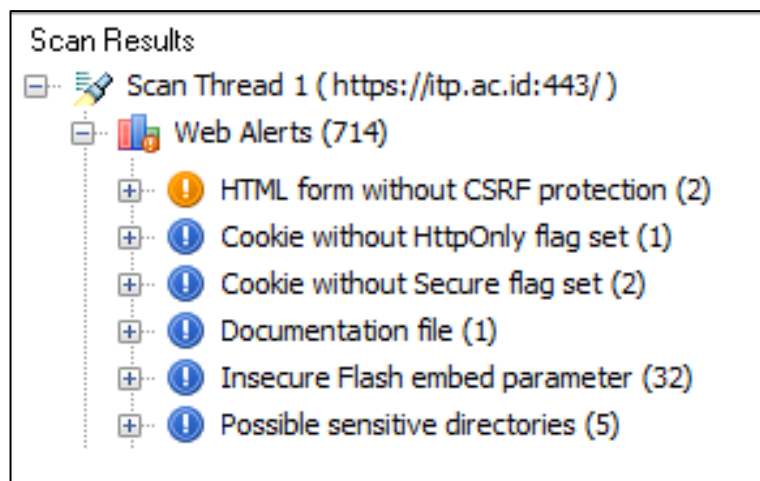 Scan Results
Scan Thread 1 ( https://itp.ac.id:443/ )
Web Alerts (714)
HTML form without CSRF protection (2)
Cookie without HttpOnly flag set (1)
Cookie without Secure flag set (2)
Documentation file (1)
Insecure Flash embed parameter (32)
Possible sensitive directories (5)